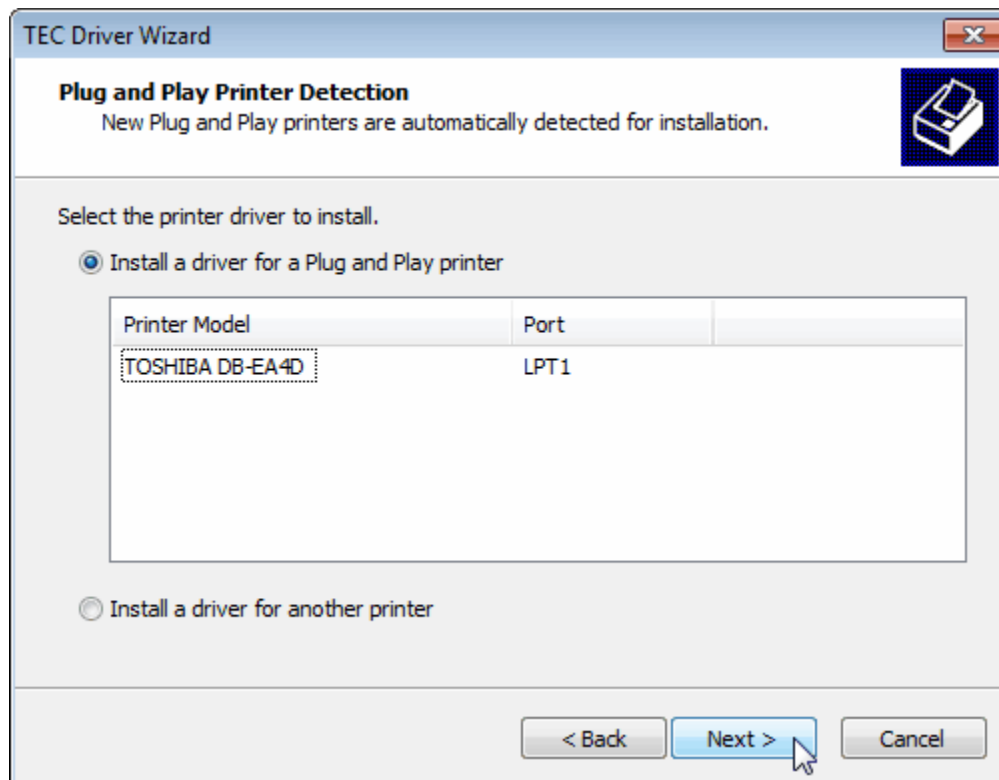 TEC Driver Wizard
Plug and Play Printer Detection
New Plug and Play printers are automatically detected for installation.
Select the printer driver to install.
Install a driver for a Plug and Play printer
Printer Model Port
TOSHIBA DB-EA4D LPT1
Install a driver for another printer
< Back Next > Cancel